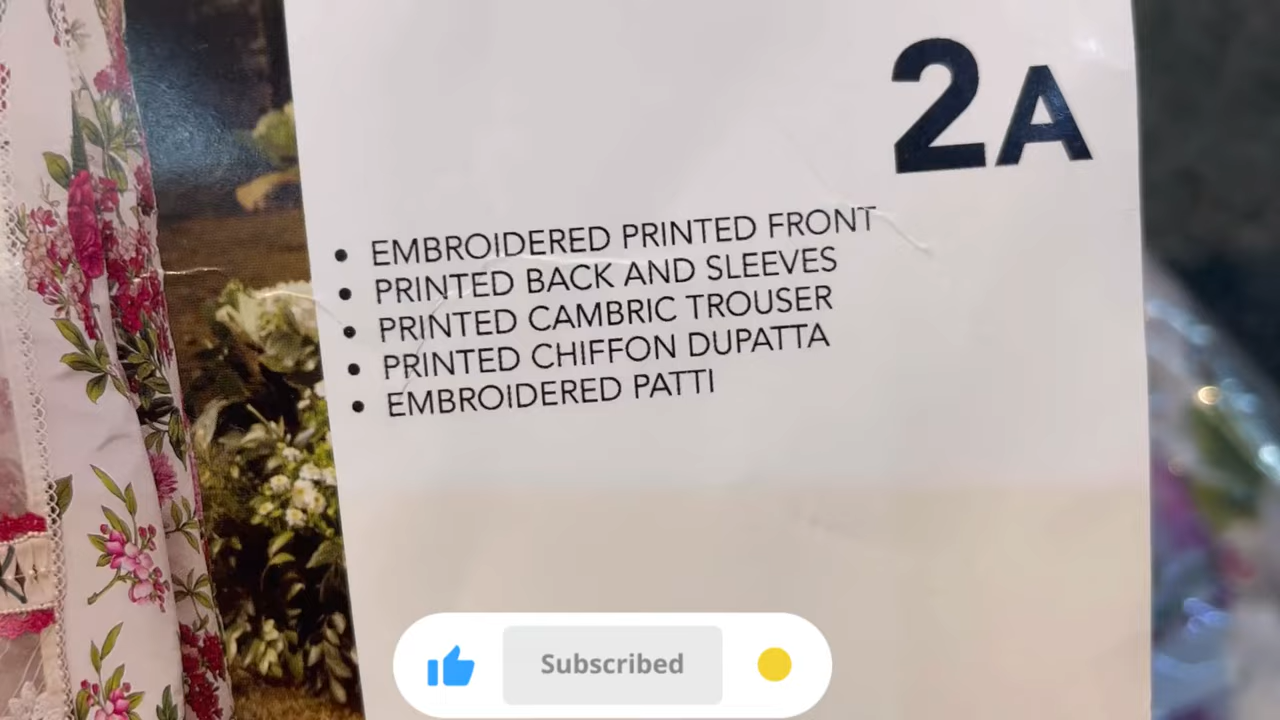 2A
• EMBROIDERED PRINTED FRONT
• PRINTED BACK AND SLEEVES
• PRINTED CAMBRIC TROUSER
• PRINTED CHIFFON DUPATTA
• EMBROIDERED PATTI
Subscribed